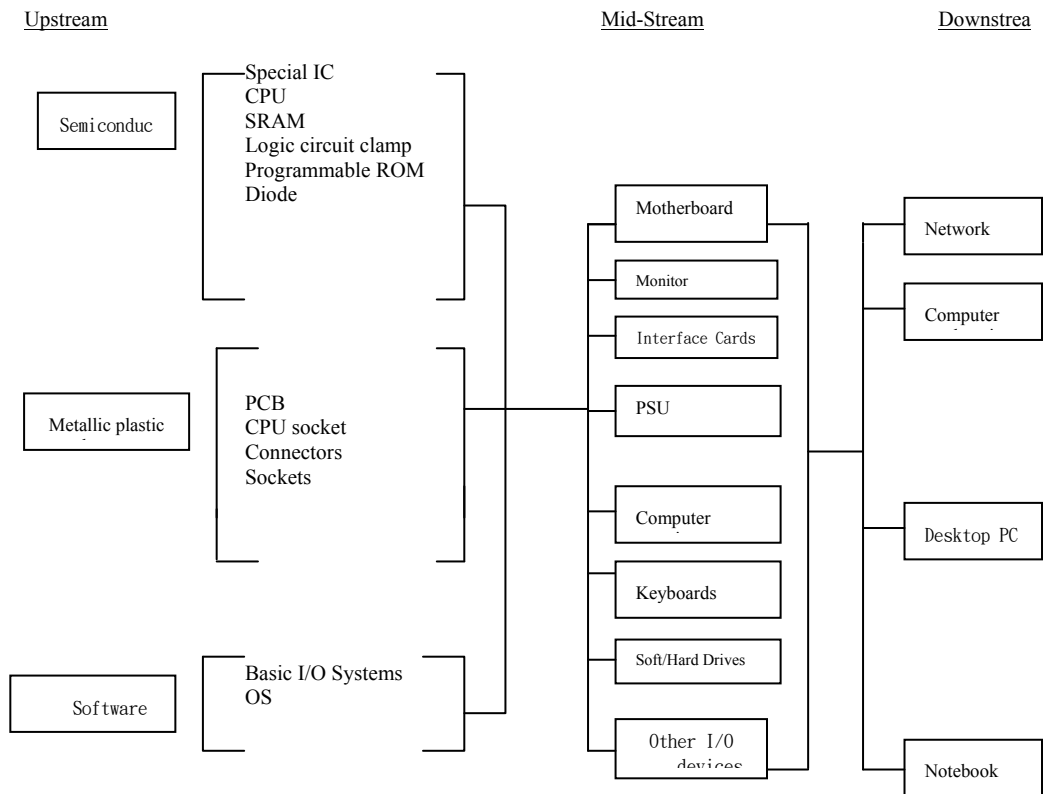 Upstream
Mid-Stream
Downstrea
Semiconduc
Special IC
CPU
SRAM
Logic circuit clamp
Programmable ROM
Diode
Metallic plastic
PCB
CPU socket
Connectors
Sockets
Software
Basic I/O Systems
OS
Motherboard
Monitor
Interface Cards
PSU
Computer
Keyboards
Soft/Hard Drives
Other I/O
devices
Network
Computer
Desktop PC
Notebook